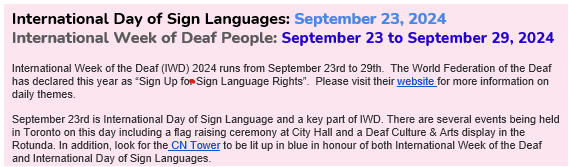 International Day of Sign Languages: September 23, 2024
International Week of Deaf People: September 23 to September 29, 2024
International Week of the Deaf (IWD) 2024 runs from September 23rd to 29th.  The World Federation of the Deaf
has declared this year as “Sign Up for Sign Language Rights”.  Please visit their website for more information on
daily themes.
September 23rd is International Day of Sign Language and a key part of IWD. There are several events being held
in Toronto on this day including a flag raising ceremony at City Hall and a Deaf Culture & Arts display in the
Rotunda. In addition, look for the CN Tower to be lit up in blue in honour of both International Week of the Deaf
and International Day of Sign Languages.